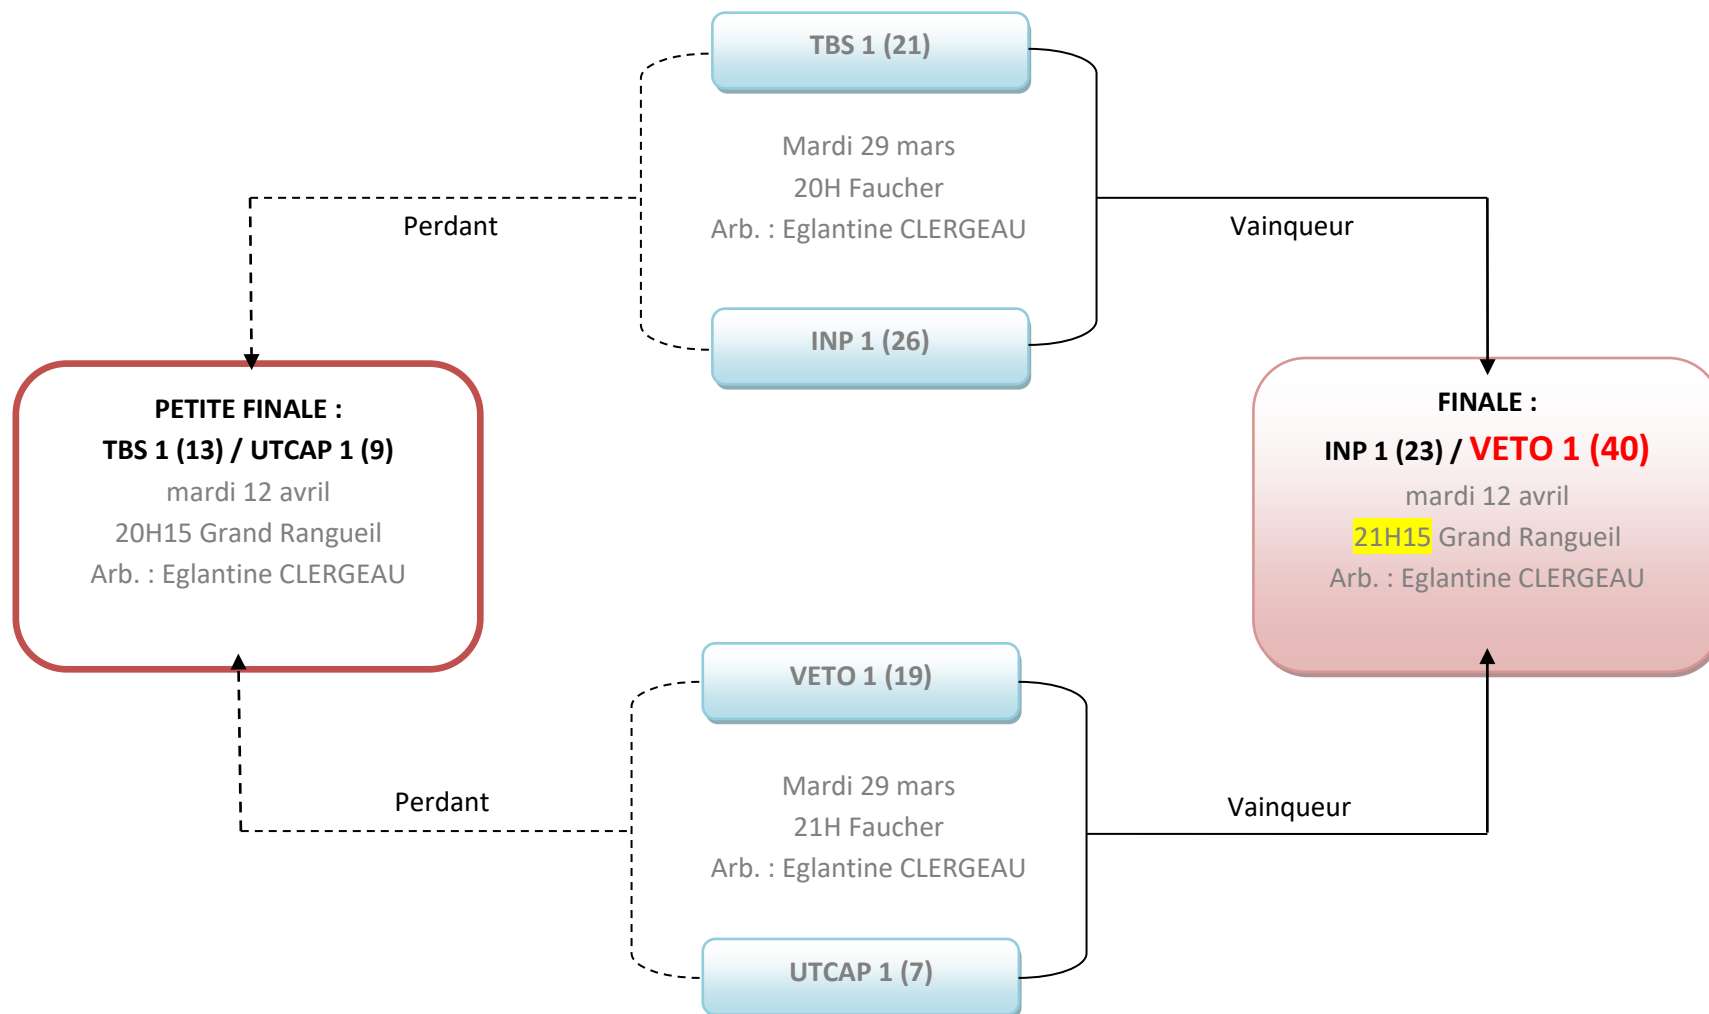 TBS 1 (21)
Mardi 29 mars
20H Faucher
Arb. : Eglantine CLERGEAU
Perdant
Vainqueur
INP 1 (26)
PETITE FINALE :
TBS 1 (13) / UTCAP 1 (9)
mardi 12 avril
20H15 Grand Rangueil
Arb. : Eglantine CLERGEAU
FINALE :
INP 1 (23) / VETO 1 (40)
mardi 12 avril
21H15 Grand Rangueil
Arb. : Eglantine CLERGEAU
VETO 1 (19)
Mardi 29 mars
21H Faucher
Arb. : Eglantine CLERGEAU
Perdant
Vainqueur
UTCAP 1 (7)